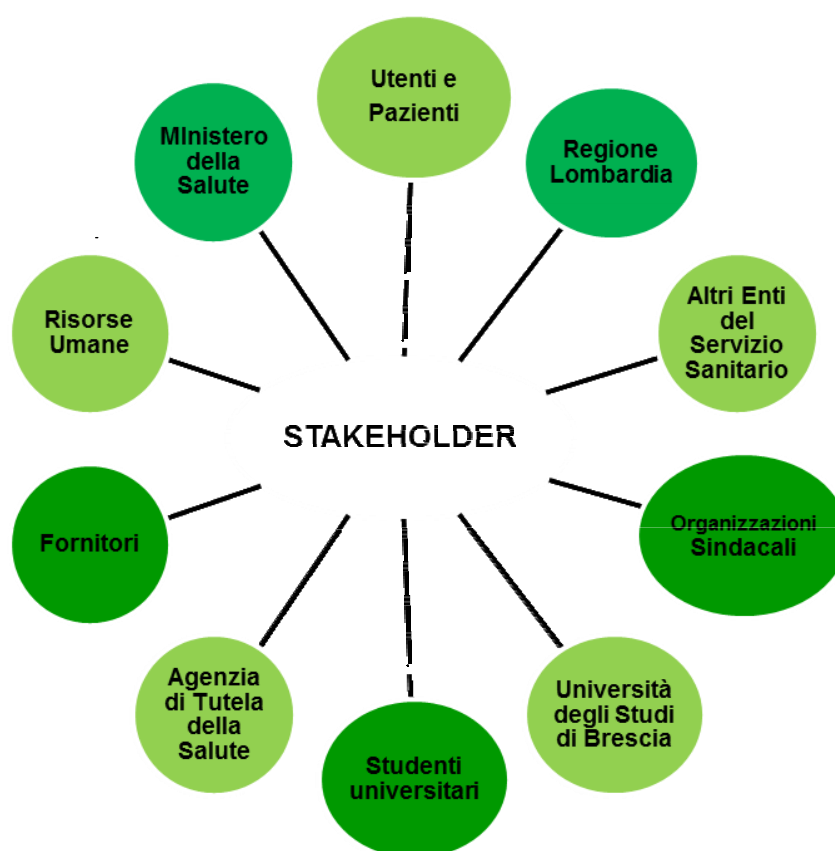 Utenti e
Pazienti
MInistero
della
Salute
Regione
Lombardia
Risorse
Umane
Altri Enti
del
Servizio
Sanitario
STAKEHOLDER
Fornitori
Organizzazioni
Sindacali
Agenzia
di Tutela
della
Salute
Università
degli Studi
di Brescia
Studenti
universitari